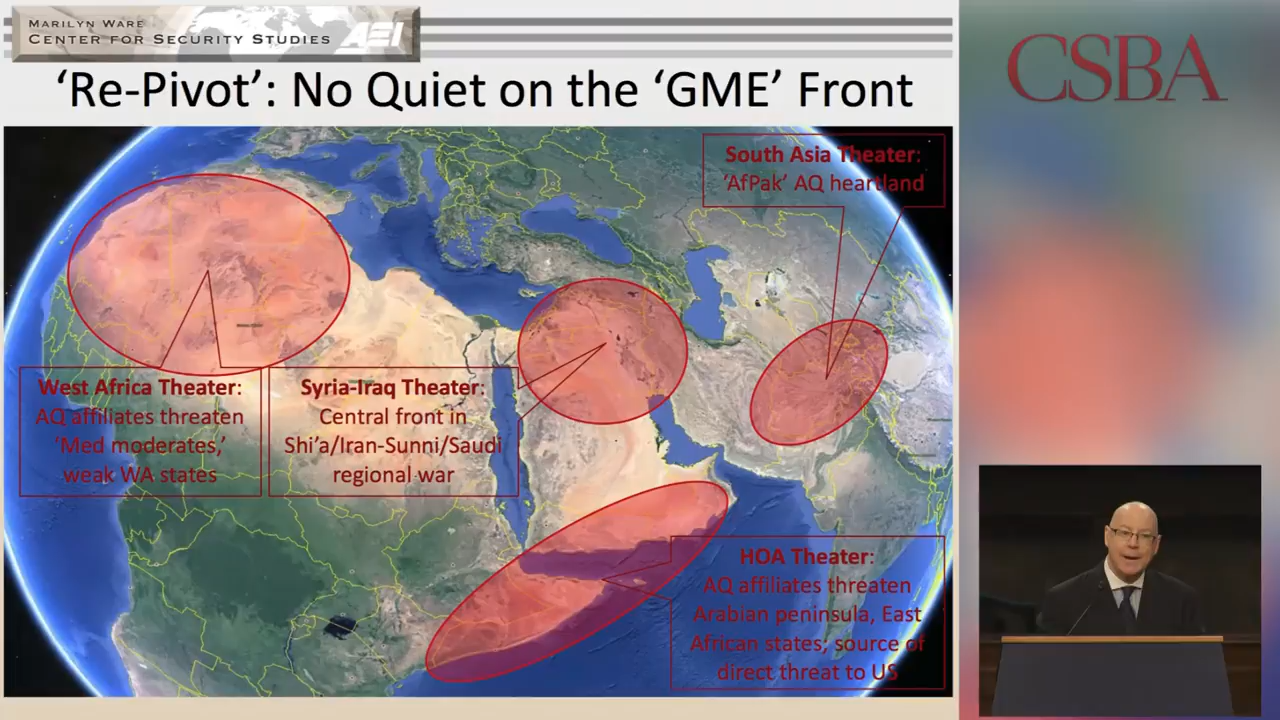 MARILYN WARE
CENTER FOR SECURITY STUDIES
AEI
CSBA
‘Re-Pivot’: No Quiet on the ‘GME’ Front
South Asia Theater:
‘AfPak’ AQ heartland
West Africa Theater:
AQ affiliates threaten
‘Med moderates,’
weak WA states
Syria-Iraq Theater:
Central front in
Shi’a/Iran-Sunni/Saudi
regional war
HOA Theater:
AQ affiliates threaten
Arabian peninsula, East
African states; source of
direct threat to US